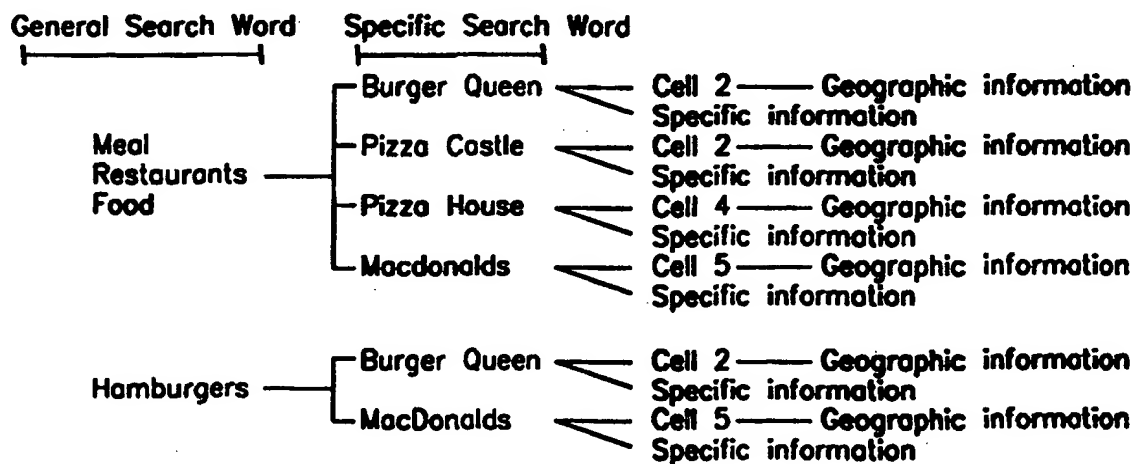 General Search Word Specific Search Word
Burger Queen Cell 2 Geographic information
Specific information
Meal Pizza Castle Cell 2 Geographic information
Restaurants Specific information
Food Pizza House Cell 4 Geographic information
Specific information
Macdonalds Cell 5 Geographic information
Specific information
Burger Queen Cell 2 Geographic information
Hamburgers Specific information
MacDonalds Cell 5 Geographic information
Specific information